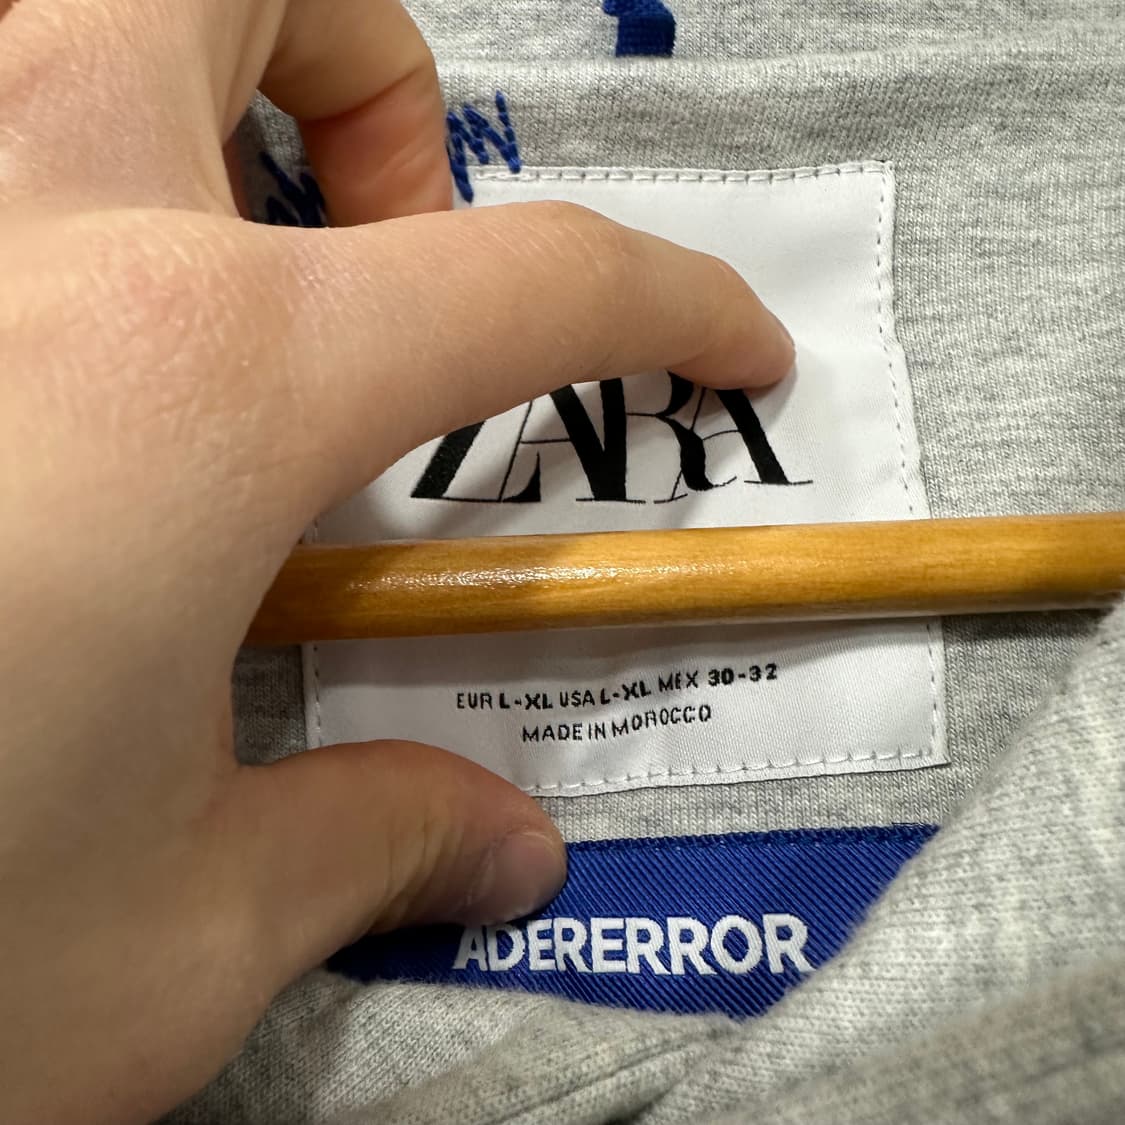 ZARA
EUR L-XL USA L-XL MEX 30-32
MADE IN MOROCCO
ADERERROR